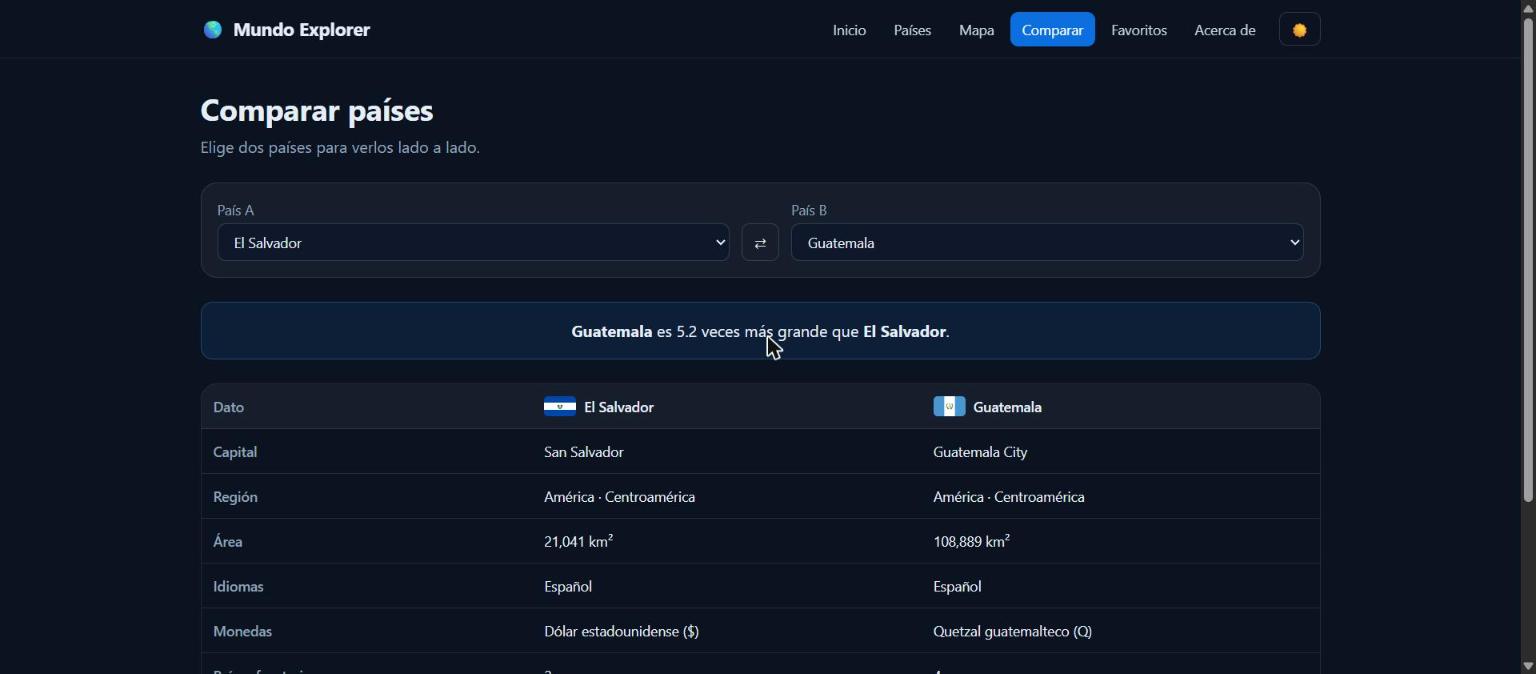 Mundo Explorer
Inicio Países Mapa Comparar Favoritos Acerca de
Comparar países
Elige dos países para verlos lado a lado.
País A País B
El Salvador ⇄ Guatemala
Guatemala es 5.2 veces más grande que El Salvador.
Dato El Salvador Guatemala
Capital San Salvador Guatemala City
Región América · Centroamérica América · Centroamérica
Área 21,041 km² 108,889 km²
Idiomas Español Español
Monedas Dólar estadounidense ($) Quetzal guatemalteco (Q)